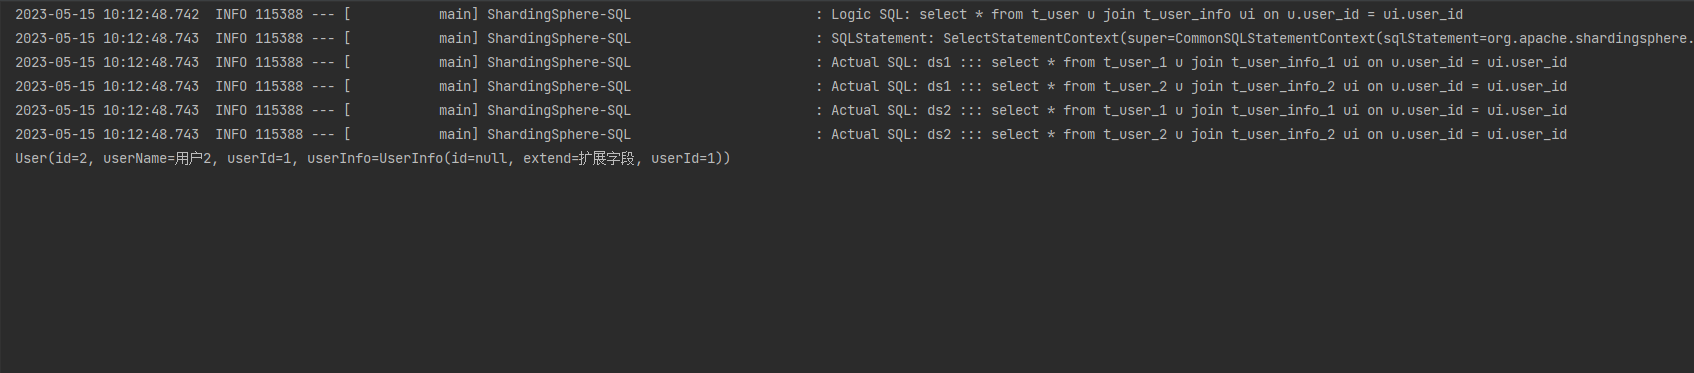 2023-05-15 10:12:48.742  INFO 115388 --- [           main] ShardingSphere-SQL                       : Logic SQL: select * from t_user u join t_user_info ui on u.user_id = ui.user_id
2023-05-15 10:12:48.743  INFO 115388 --- [           main] ShardingSphere-SQL                       : SQLStatement: SelectStatementContext(super=CommonSQLStatementContext(sqlStatement=org.apache.shardingsphere.
2023-05-15 10:12:48.743  INFO 115388 --- [           main] ShardingSphere-SQL                       : Actual SQL: ds1 ::: select * from t_user_1 u join t_user_info_1 ui on u.user_id = ui.user_id
2023-05-15 10:12:48.743  INFO 115388 --- [           main] ShardingSphere-SQL                       : Actual SQL: ds1 ::: select * from t_user_2 u join t_user_info_2 ui on u.user_id = ui.user_id
2023-05-15 10:12:48.743  INFO 115388 --- [           main] ShardingSphere-SQL                       : Actual SQL: ds2 ::: select * from t_user_1 u join t_user_info_1 ui on u.user_id = ui.user_id
2023-05-15 10:12:48.743  INFO 115388 --- [           main] ShardingSphere-SQL                       : Actual SQL: ds2 ::: select * from t_user_2 u join t_user_info_2 ui on u.user_id = ui.user_id
User(id=2, userName=用户2, userId=1, userInfo=UserInfo(id=null, extend=扩展字段, userId=1))